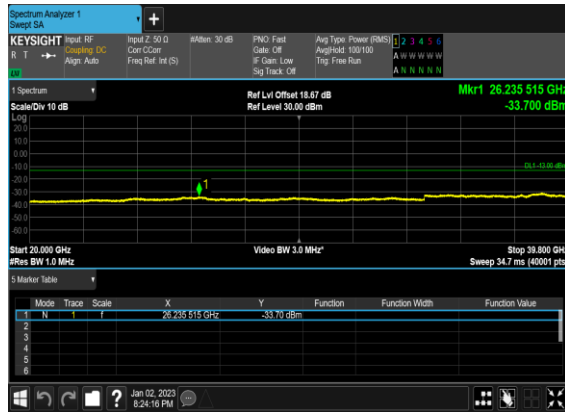 Spectrum Analyzer 1
Swept SA
+
KEYSIGHT Input: RF Input Z: 50 Ω #Atten: 30 dB PNO: Fast Avg Type: Power (RMS) 1 2 3 4 5 6
R T Coupling: DC Corr CCorr Gate: Off Avg|Hold: 100/100 A W W W W W
Align: Auto Freq Ref: Int (S) IF Gain: Low Trig: Free Run
Sig Track: Off A N N N N N
1 Spectrum Ref Lvl Offset 18.67 dB Mkr1 26.235 515 GHz
Scale/Div 10 dB Ref Level 30.00 dBm -33.700 dBm
Log
20.0
10.0
0.00
-10.0 DL1 -13.00 dBm
-20.0
-30.0 1
-40.0
-50.0
-60.0
Start 20.000 GHz Video BW 3.0 MHz* Stop 39.800 GHz
#Res BW 1.0 MHz Sweep 34.7 ms (40001 pts)
5 Marker Table
Mode Trace Scale X Y Function Function Width Function Value
1 N 1 f 26.235 515 GHz -33.70 dBm
2
3
4
5
6
? Jan 02, 2023
8:24:16 PM